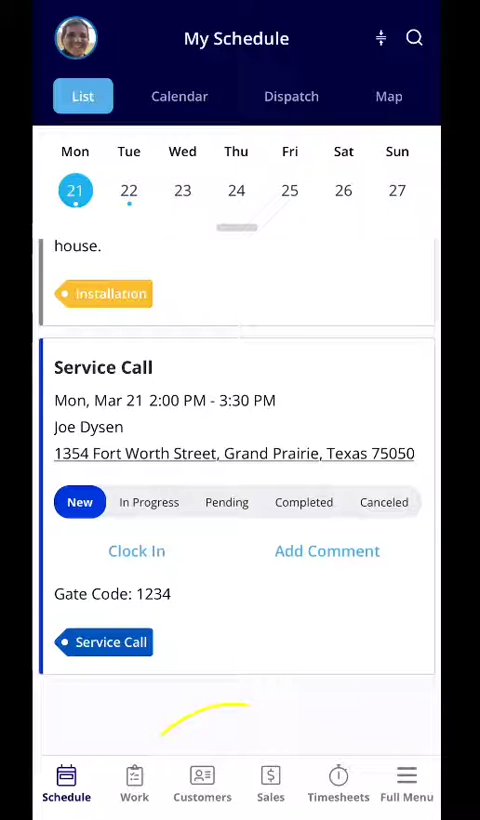 My Schedule
List Calendar Dispatch Map
Mon Tue Wed Thu Fri Sat Sun
21 22 23 24 25 26 27
house.
Installation
Service Call
Mon, Mar 21 2:00 PM - 3:30 PM
Joe Dysen
1354 Fort Worth Street, Grand Prairie, Texas 75050
New In Progress Pending Completed Canceled
Clock In Add Comment
Gate Code: 1234
Service Call
Schedule Work Customers Sales Timesheets Full Menu